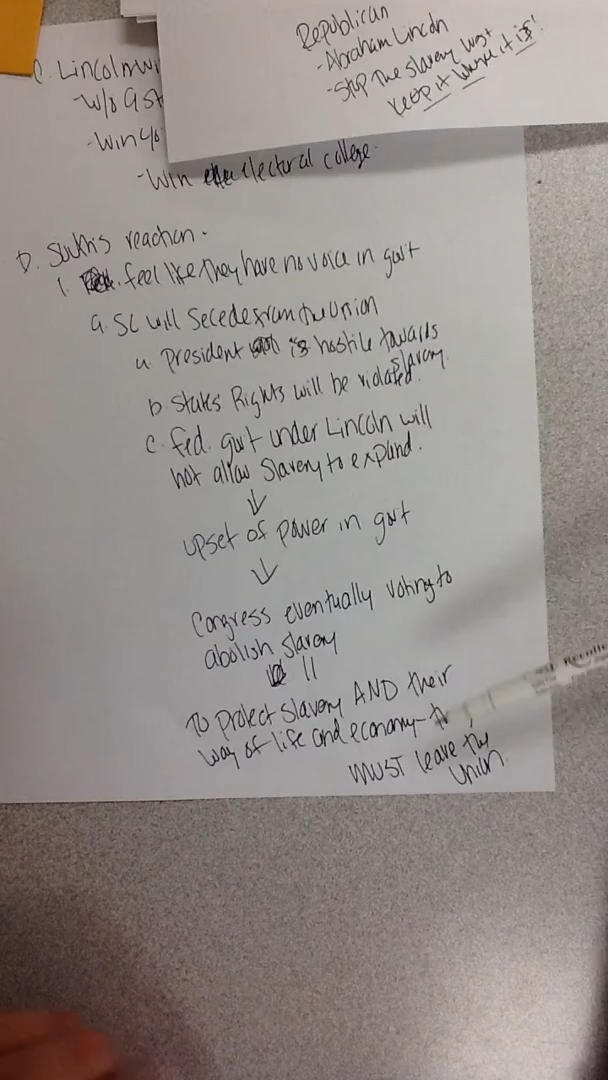 Republican
- Abraham Lincoln
- Stop the slavery
keep it where it is!
C. Lincoln wi
- W/o a st
- Win 40
- Win electoral college.
D. South's reaction.
1. feel like they have no voice in gov't
a. SC will secede from the Union
a. President is hostile towards
slavery.
b. States Rights will be violated.
c. fed. gov't under Lincoln will
not allow slavery to expand.
↓
upset of power in gov't
↓
Congress eventually voting to
abolish slavery
To protect slavery AND their
way of life and economy - th
MUST leave the
Union.